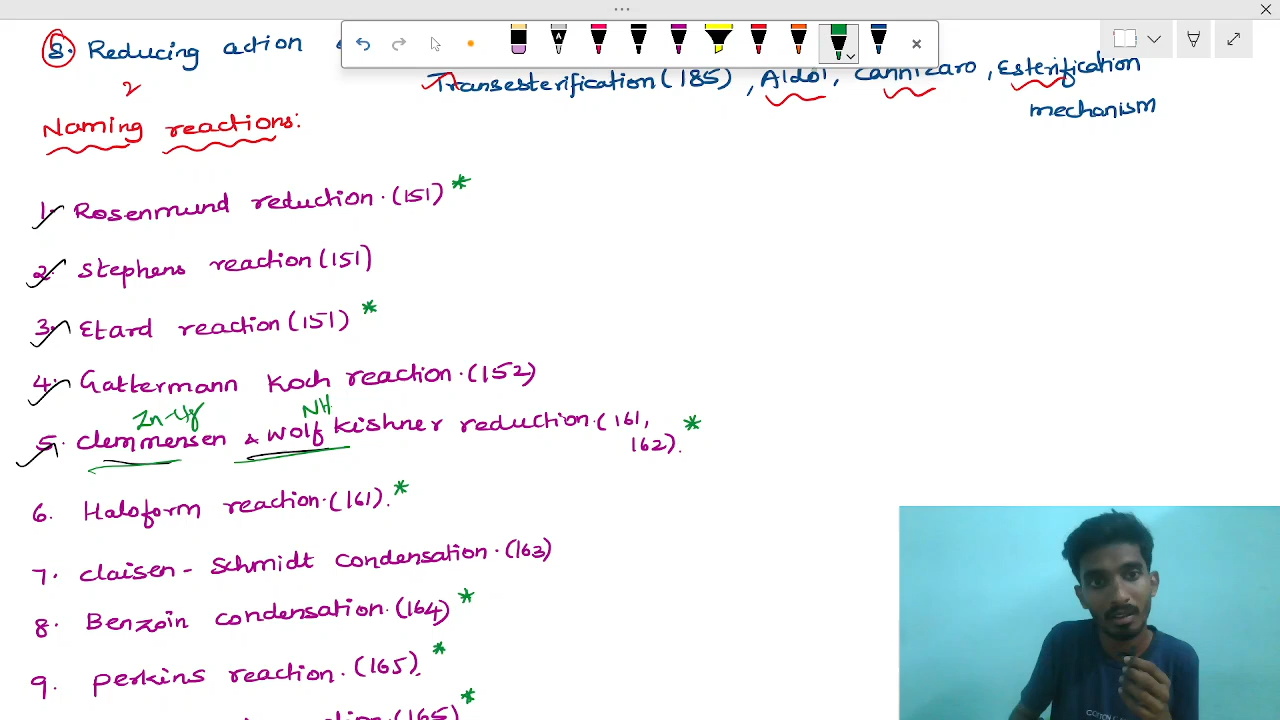 8. Reducing action
Transesterification (185), Aldol, Cannizaro, Esterification
mechanism
2
Naming reactions:
1. Rosenmund reduction. (151) *
2. Stephens reaction (151)
3. Etard reaction (151) *
4. Gattermann Koch reaction. (152)
Zn-Hg NH
5. Clemmensen & Wolf Kishner reduction. (161,
162). *
6. Haloform reaction. (161). *
7. Claisen - Schmidt condensation. (163)
8. Benzoin condensation. (164) *
9. Perkins reaction. (165). *
(165) *